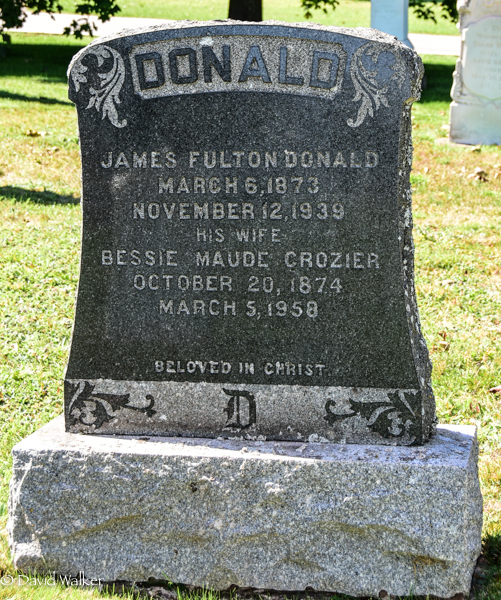 DONALD
JAMES FULTON DONALD
MARCH 6, 1873
NOVEMBER 12, 1939
HIS WIFE
BESSIE MAUDE CROZIER
OCTOBER 20, 1874
MARCH 5, 1958
BELOVED IN CHRIST
D
© David Walker